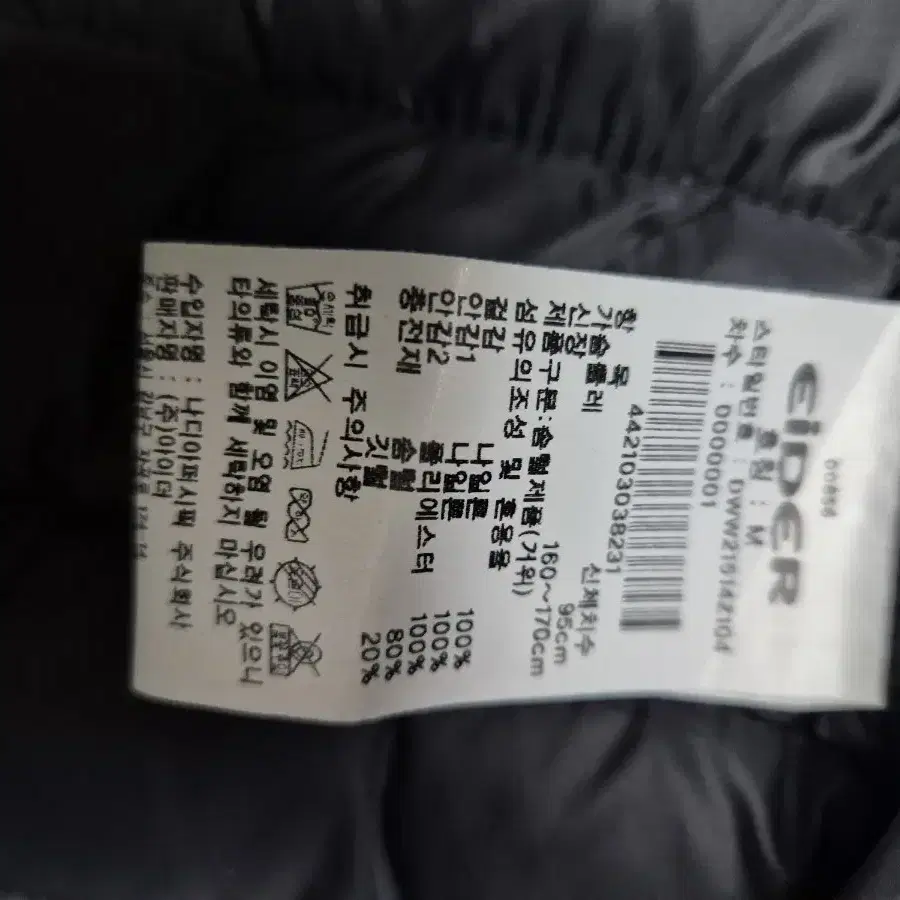 EIDER
호칭 : M
스타일번호 : DWW21514Z104
차수 : 00000001
442103038231
항 목 신체치수
가슴둘레 95cm
신장 160~170cm
제품구분:솜털제품(거위)
섬유의조성 및 혼용율
겉감 나일론 100%
안감1 나일론 100%
안감2 폴리에스터 100%
충전재 솜털 80%
깃털 20%
취급시 주의사항
세탁시 이염 및 오염 될 우려가 있으니
타의류와 함께 세탁하지 마십시오
수입자명 : 나디아퍼시픽 주식회사
판매자명 : (주)아이더